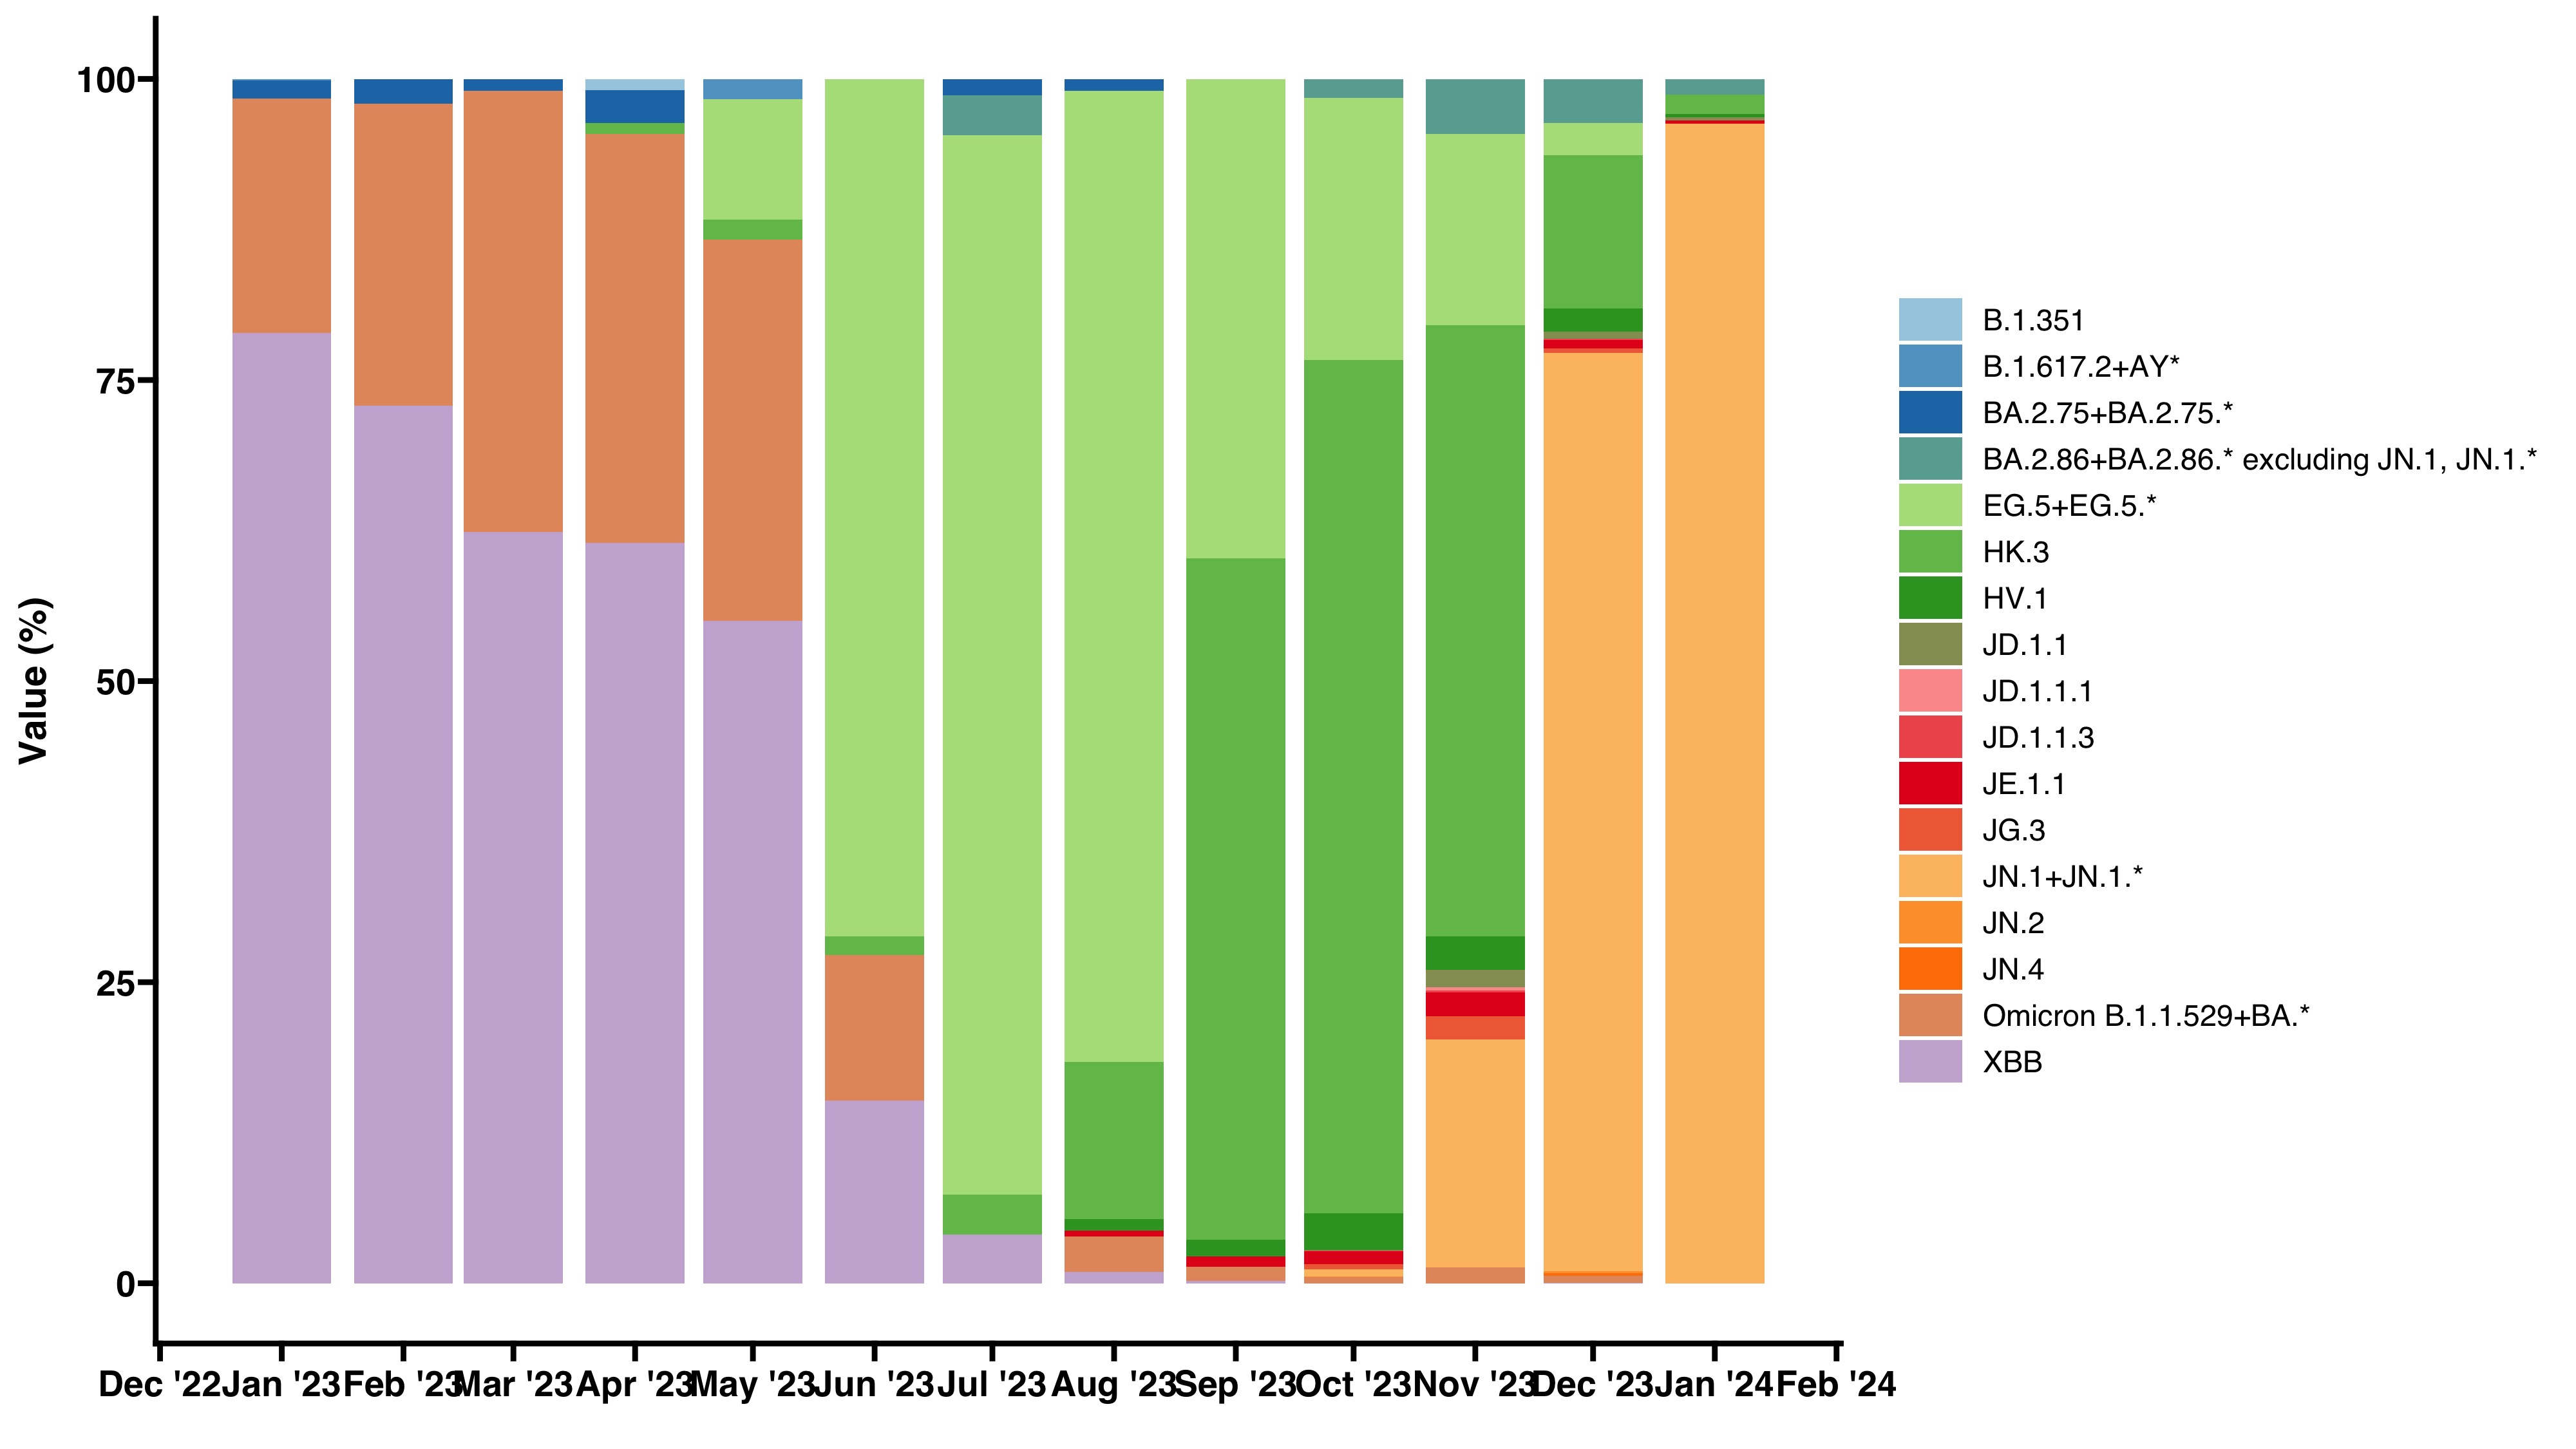 Value (%)
100
75
50
25
0
Dec '22 Jan '23 Feb '23 Mar '23 Apr '23 May '23 Jun '23 Jul '23 Aug '23 Sep '23 Oct '23 Nov '23 Dec '23 Jan '24 Feb '24
B.1.351
B.1.617.2+AY*
BA.2.75+BA.2.75.*
BA.2.86+BA.2.86.* excluding JN.1, JN.1.*
EG.5+EG.5.*
HK.3
HV.1
JD.1.1
JD.1.1.1
JD.1.1.3
JE.1.1
JG.3
JN.1+JN.1.*
JN.2
JN.4
Omicron B.1.1.529+BA.*
XBB